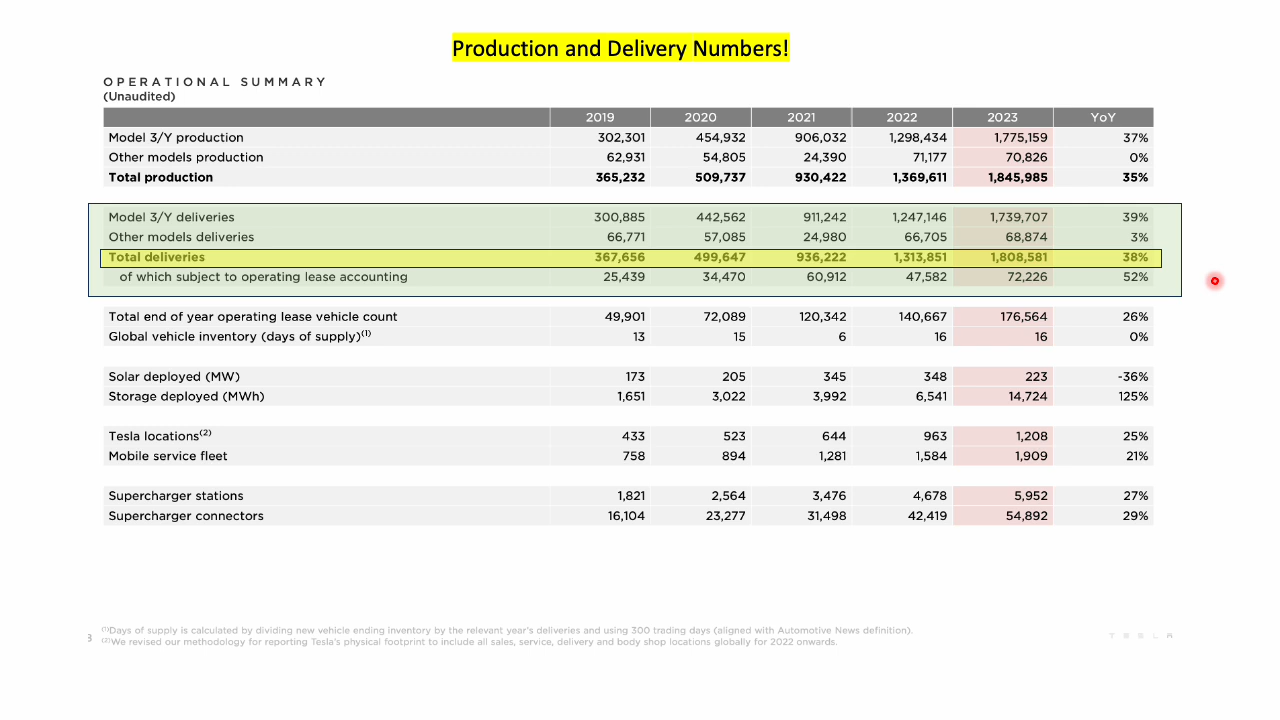 Production and Delivery Numbers!
OPERATIONAL SUMMARY
(Unaudited)
2019 2020 2021 2022 2023 YoY
Model 3/Y production 302,301 454,932 906,032 1,298,434 1,775,159 37%
Other models production 62,931 54,805 24,390 71,177 70,826 0%
Total production 365,232 509,737 930,422 1,369,611 1,845,985 35%
Model 3/Y deliveries 300,885 442,562 911,242 1,247,146 1,739,707 39%
Other models deliveries 66,771 57,085 24,980 66,705 68,874 3%
Total deliveries 367,656 499,647 936,222 1,313,851 1,808,581 38%
of which subject to operating lease accounting 25,439 34,470 60,912 47,582 72,226 52%
Total end of year operating lease vehicle count 49,901 72,089 120,342 140,667 176,564 26%
Global vehicle inventory (days of supply)(1) 13 15 6 16 16 0%
Solar deployed (MW) 173 205 345 348 223 -36%
Storage deployed (MWh) 1,651 3,022 3,992 6,541 14,724 125%
Tesla locations(2) 433 523 644 963 1,208 25%
Mobile service fleet 758 894 1,281 1,584 1,909 21%
Supercharger stations 1,821 2,564 3,476 4,678 5,952 27%
Supercharger connectors 16,104 23,277 31,498 42,419 54,892 29%
(1)Days of supply is calculated by dividing new vehicle ending inventory by the relevant year's deliveries and using 300 trading days (aligned with Automotive News definition).
(2)We revised our methodology for reporting Tesla's physical footprint to include all sales, service, delivery and body shop locations globally for 2022 onwards.
TESLA